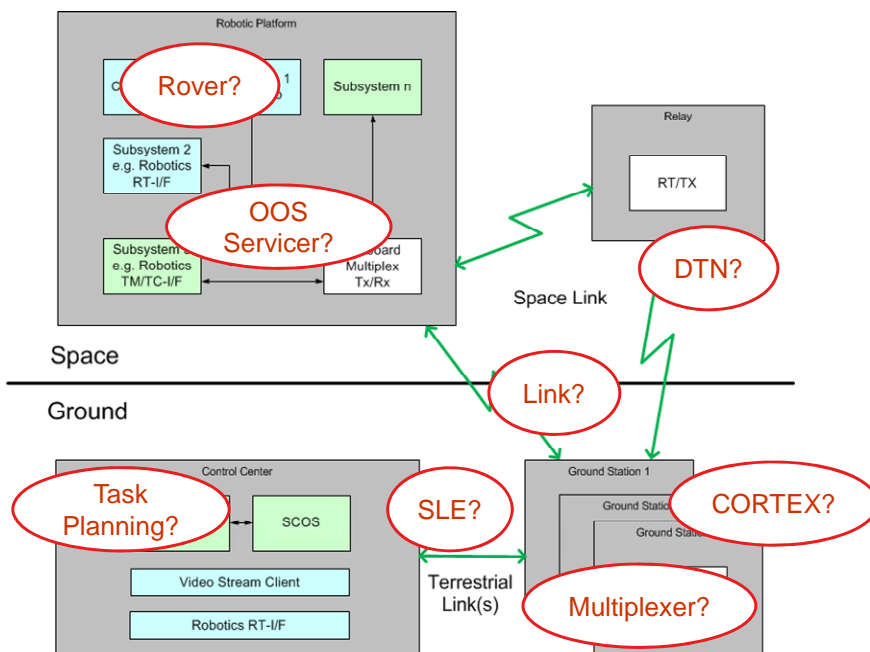 Robotic Platform
Rover?
1
Subsystem n
Subsystem 2
e.g. Robotics
RT-I/F
OOS
Servicer?
Subsystem
e.g. Robotics
TM/TC-I/F
Multiplex
Tx/Rx
Relay
RT/TX
DTN?
Space Link
Space
Link?
Ground
Control Center
Task
Planning?
SCOS
Video Stream Client
Robotics RT-I/F
SLE?
Terrestrial
Link(s)
Ground Station 1
Ground Station
Ground Station
CORTEX?
Multiplexer?